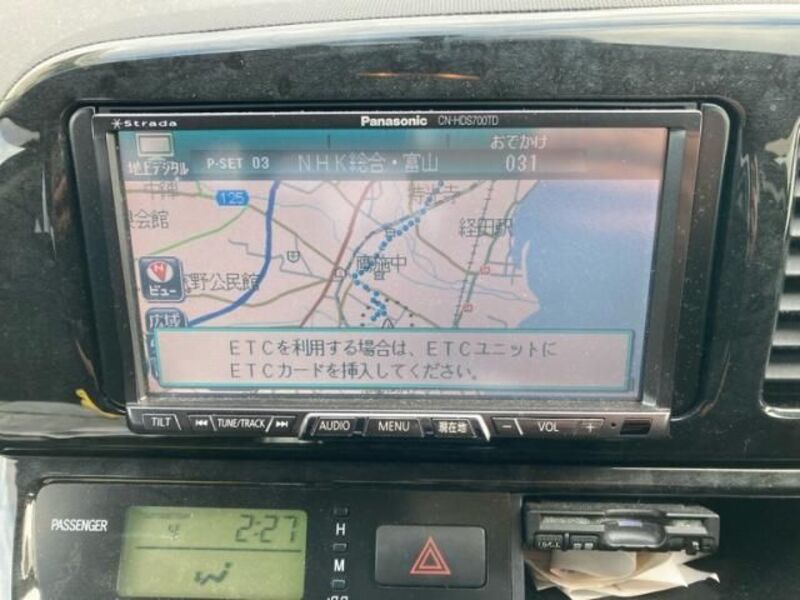 Strada Panasonic CN-HDS700TD
おでかけ
地上デジタル P-SET 03 NHK総合・富山 031
125
経田駅
野公民館
ビュー
広域
ETCを利用する場合は、ETCユニットに
ETCカードを挿入してください。
TILT TUNE/TRACK AUDIO MENU 現在地 － VOL ＋
PASSENGER 2:27 H
M